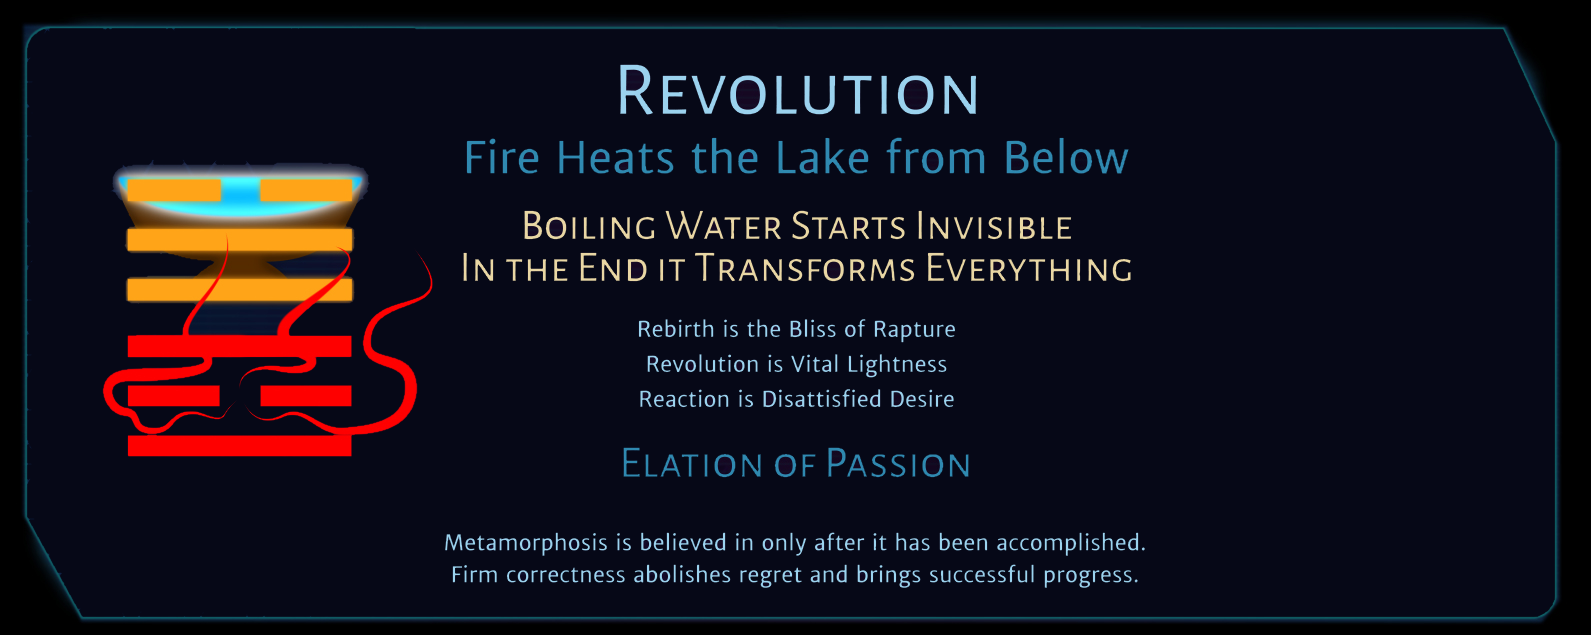 Revolution
Fire Heats the Lake from Below
Boiling Water Starts Invisible
In the End it Transforms Everything
Rebirth is the Bliss of Rapture
Revolution is Vital Lightness
Reaction is Disattisfied Desire
Elation of Passion
Metamorphosis is believed in only after it has been accomplished.
Firm correctness abolishes regret and brings successful progress.